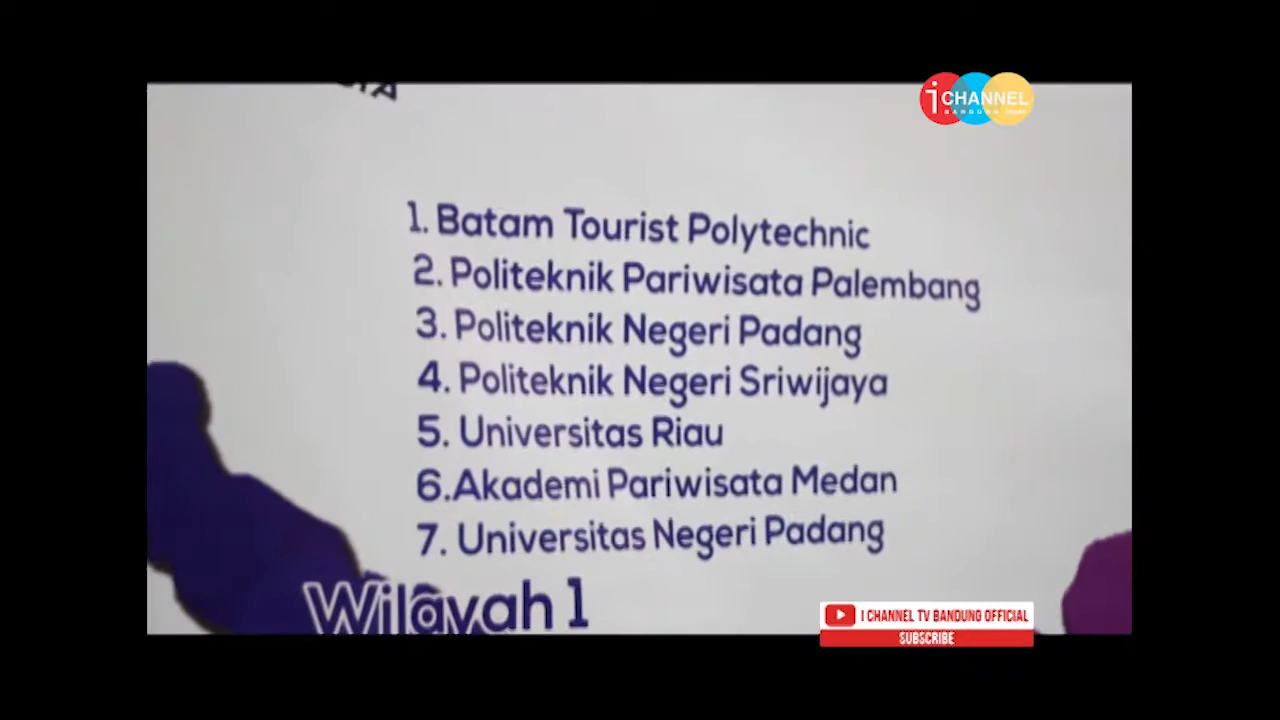 i CHANNEL
1. Batam Tourist Polytechnic
2. Politeknik Pariwisata Palembang
3. Politeknik Negeri Padang
4. Politeknik Negeri Sriwijaya
5. Universitas Riau
6.Akademi Pariwisata Medan
7. Universitas Negeri Padang
Wilayah 1
I CHANNEL TV BANDUNG OFFICIAL
SUBSCRIBE